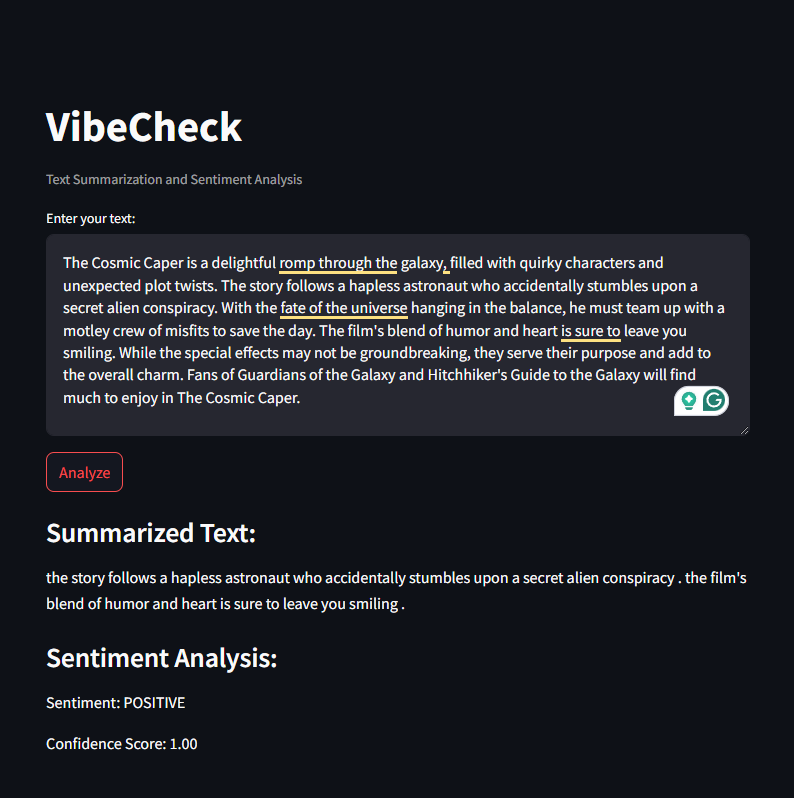 VibeCheck
Text Summarization and Sentiment Analysis
Enter your text:
The Cosmic Caper is a delightful romp through the galaxy, filled with quirky characters and
unexpected plot twists. The story follows a hapless astronaut who accidentally stumbles upon a
secret alien conspiracy. With the fate of the universe hanging in the balance, he must team up with a
motley crew of misfits to save the day. The film's blend of humor and heart is sure to leave you
smiling. While the special effects may not be groundbreaking, they serve their purpose and add to
the overall charm. Fans of Guardians of the Galaxy and Hitchhiker's Guide to the Galaxy will find
much to enjoy in The Cosmic Caper.
Analyze
Summarized Text:
the story follows a hapless astronaut who accidentally stumbles upon a secret alien conspiracy . the film's
blend of humor and heart is sure to leave you smiling .
Sentiment Analysis:
Sentiment: POSITIVE
Confidence Score: 1.00